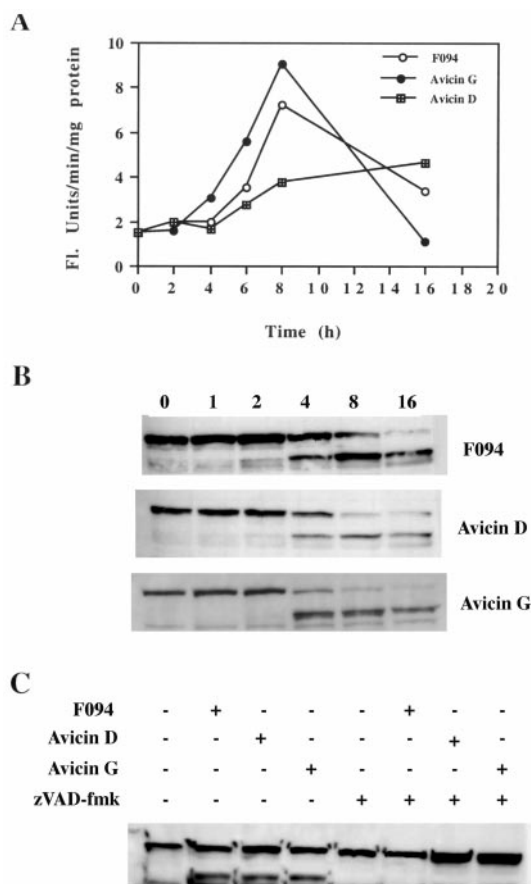 A
Fl. Units/min/mg protein
10
8
6
4
2
0
F094
Avicin G
Avicin D
0 2 4 6 8 10 12 14 16 18 20
Time (h)
B
0 1 2 4 8 16
F094
Avicin D
Avicin G
C
F094 - + - - - + - -
Avicin D - - + - - - + -
Avicin G - - - + - - - +
zVAD-fmk - - - - + + + +